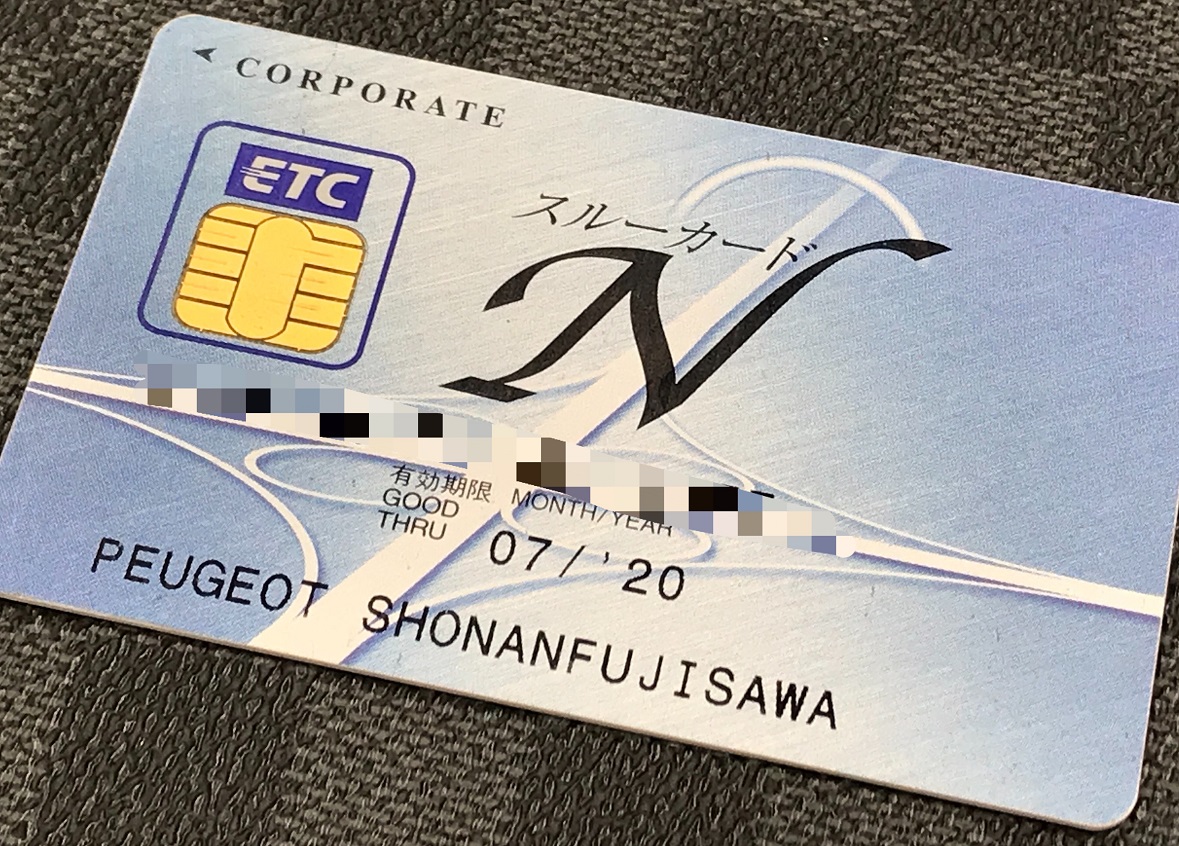 CORPORATE
ETC
スルーカード
N
有効期限 MONTH/YEAR
GOOD
THRU
07/'20
PEUGEOT SHONANFUJISAWA